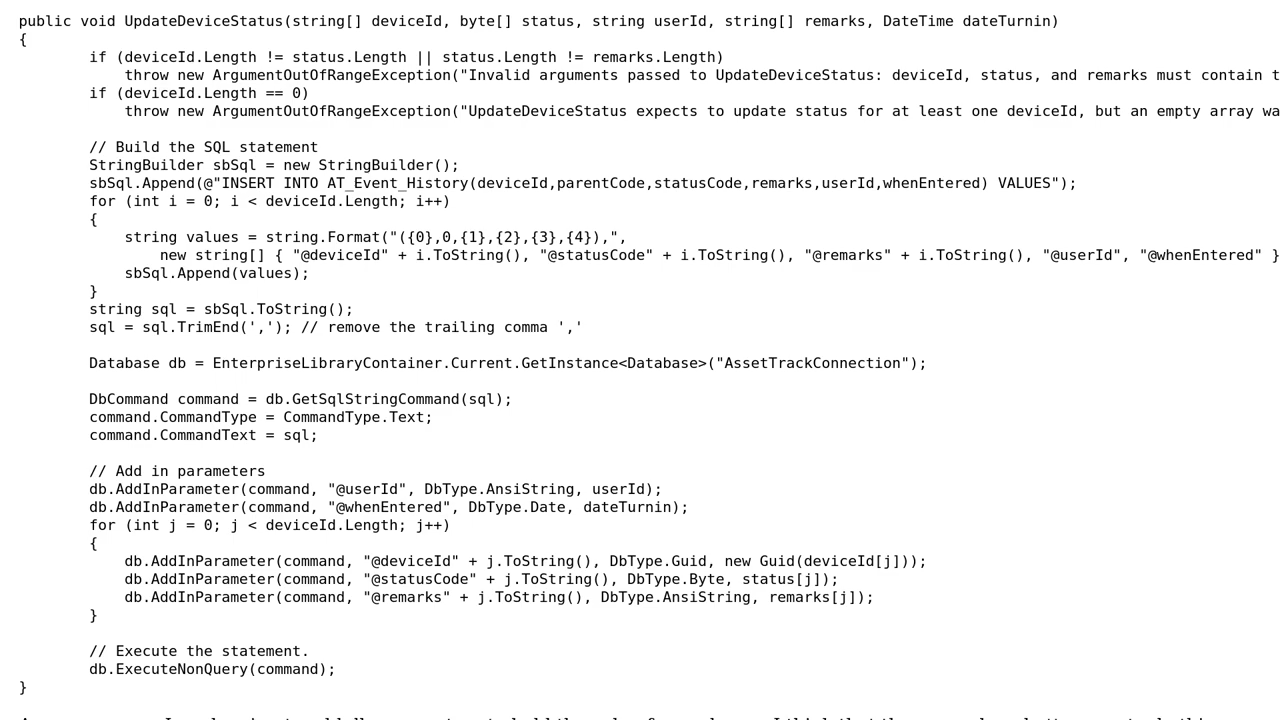 public void UpdateDeviceStatus(string[] deviceId, byte[] status, string userId, string[] remarks, DateTime dateTurnin)
{
if (deviceId.Length != status.Length || status.Length != remarks.Length)
throw new ArgumentOutOfRangeException("Invalid arguments passed to UpdateDeviceStatus: deviceId, status, and remarks must contain t
if (deviceId.Length == 0)
throw new ArgumentOutOfRangeException("UpdateDeviceStatus expects to update status for at least one deviceId, but an empty array wa
// Build the SQL statement
StringBuilder sbSql = new StringBuilder();
sbSql.Append(@"INSERT INTO AT_Event_History(deviceId,parentCode,statusCode,remarks,userId,whenEntered) VALUES");
for (int i = 0; i < deviceId.Length; i++)
{
string values = string.Format("({0},0,{1},{2},{3},{4}),",
new string[] { "@deviceId" + i.ToString(), "@statusCode" + i.ToString(), "@remarks" + i.ToString(), "@userId", "@whenEntered" }
sbSql.Append(values);
}
string sql = sbSql.ToString();
sql = sql.TrimEnd(','); // remove the trailing comma ','
Database db = EnterpriseLibraryContainer.Current.GetInstance<Database>("AssetTrackConnection");
DbCommand command = db.GetSqlStringCommand(sql);
command.CommandType = CommandType.Text;
command.CommandText = sql;
// Add in parameters
db.AddInParameter(command, "@userId", DbType.AnsiString, userId);
db.AddInParameter(command, "@whenEntered", DbType.Date, dateTurnin);
for (int j = 0; j < deviceId.Length; j++)
{
db.AddInParameter(command, "@deviceId" + j.ToString(), DbType.Guid, new Guid(deviceId[j]));
db.AddInParameter(command, "@statusCode" + j.ToString(), DbType.Byte, status[j]);
db.AddInParameter(command, "@remarks" + j.ToString(), DbType.AnsiString, remarks[j]);
}
// Execute the statement.
db.ExecuteNonQuery(command);
}